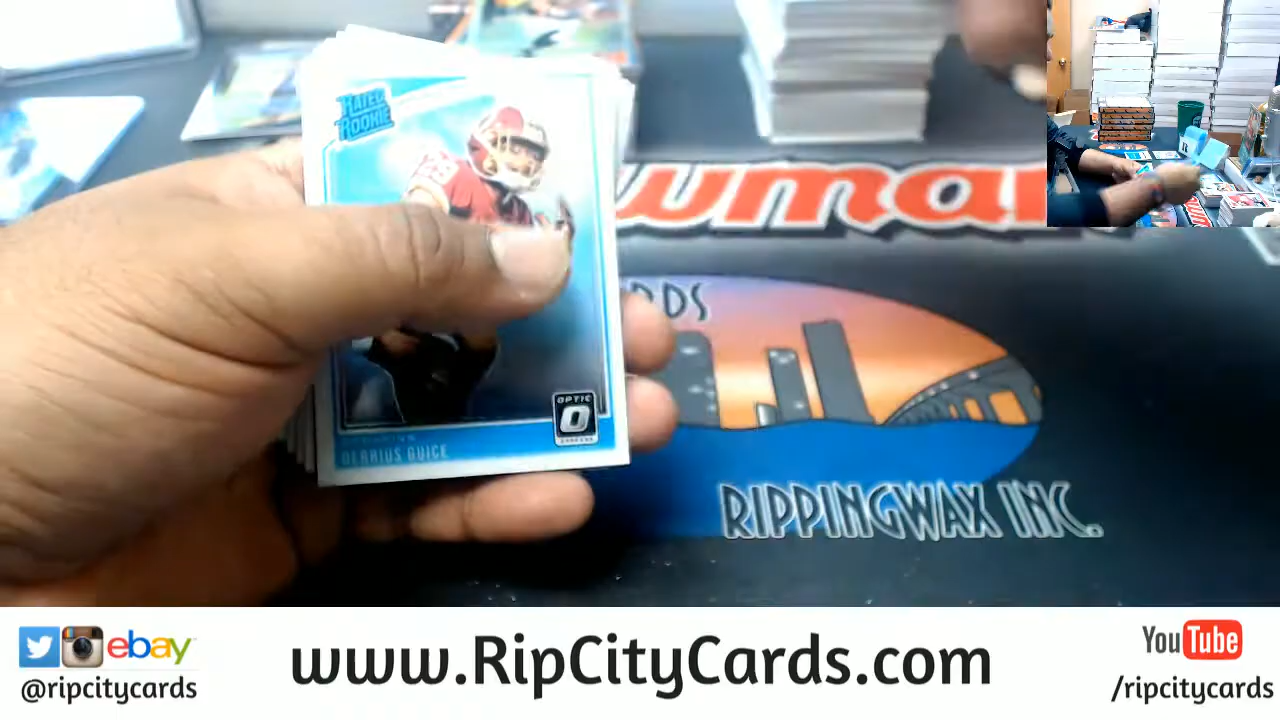 RATED
ROOKIE
OPTIC
DERRIUS GUICE
RIPPINGWAX INC.
ebay
@ripcitycards
www.RipCityCards.com
YouTube
/ripcitycards